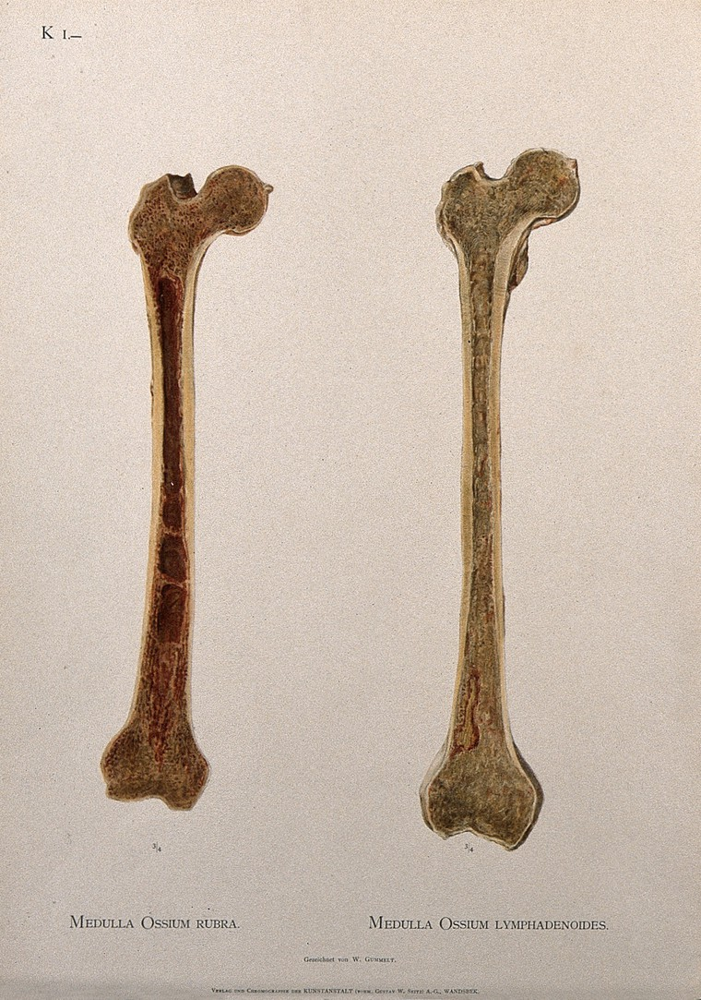 K I.—
3/4
3/4
Medulla Ossium rubra.
Medulla Ossium lymphadenoides.
Gezeichnet von W. Gummelt.
Verlag und Chromographie der KUNSTANSTALT (vorm. Gustav W. Seitz) A.-G., WANDSBEK.